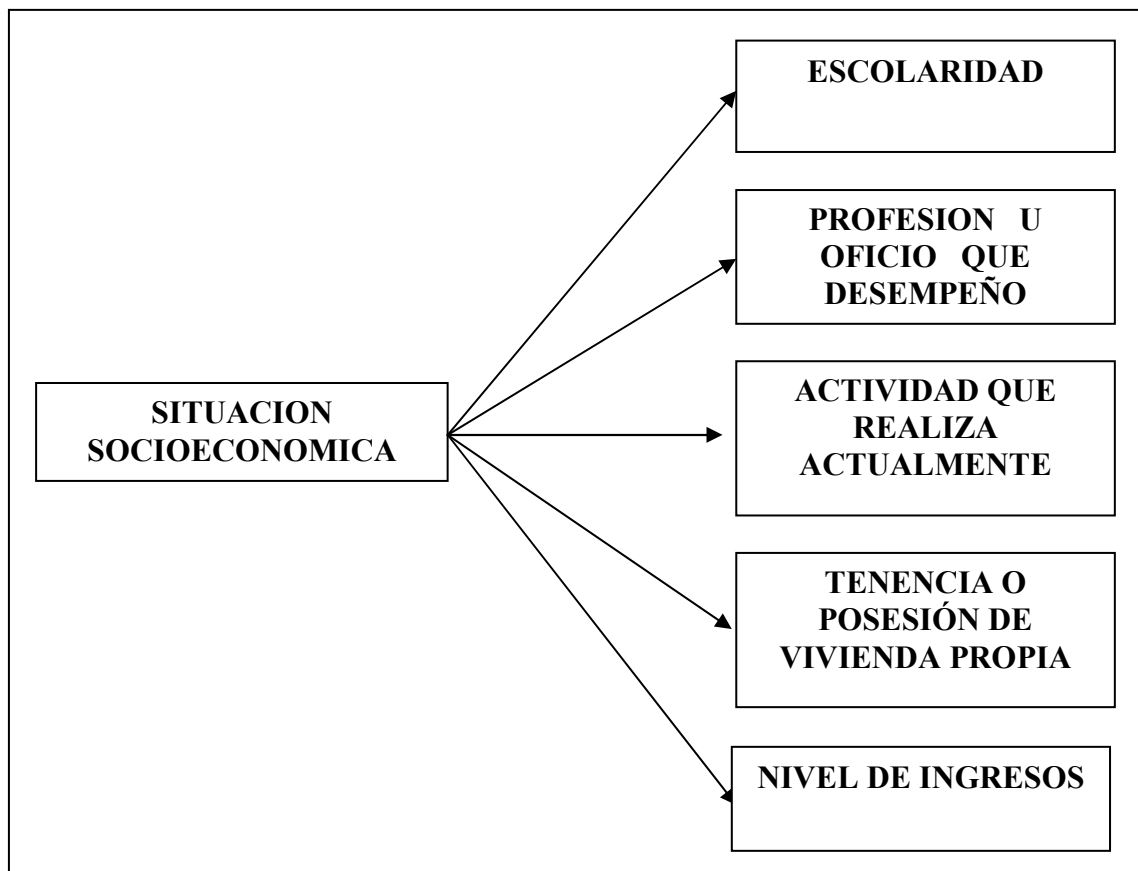 ESCOLARIDAD
PROFESION U
OFICIO QUE
DESEMPEÑO
SITUACION
SOCIOECONOMICA
ACTIVIDAD QUE
REALIZA
ACTUALMENTE
TENENCIA O
POSESIÓN DE
VIVIENDA PROPIA
NIVEL DE INGRESOS